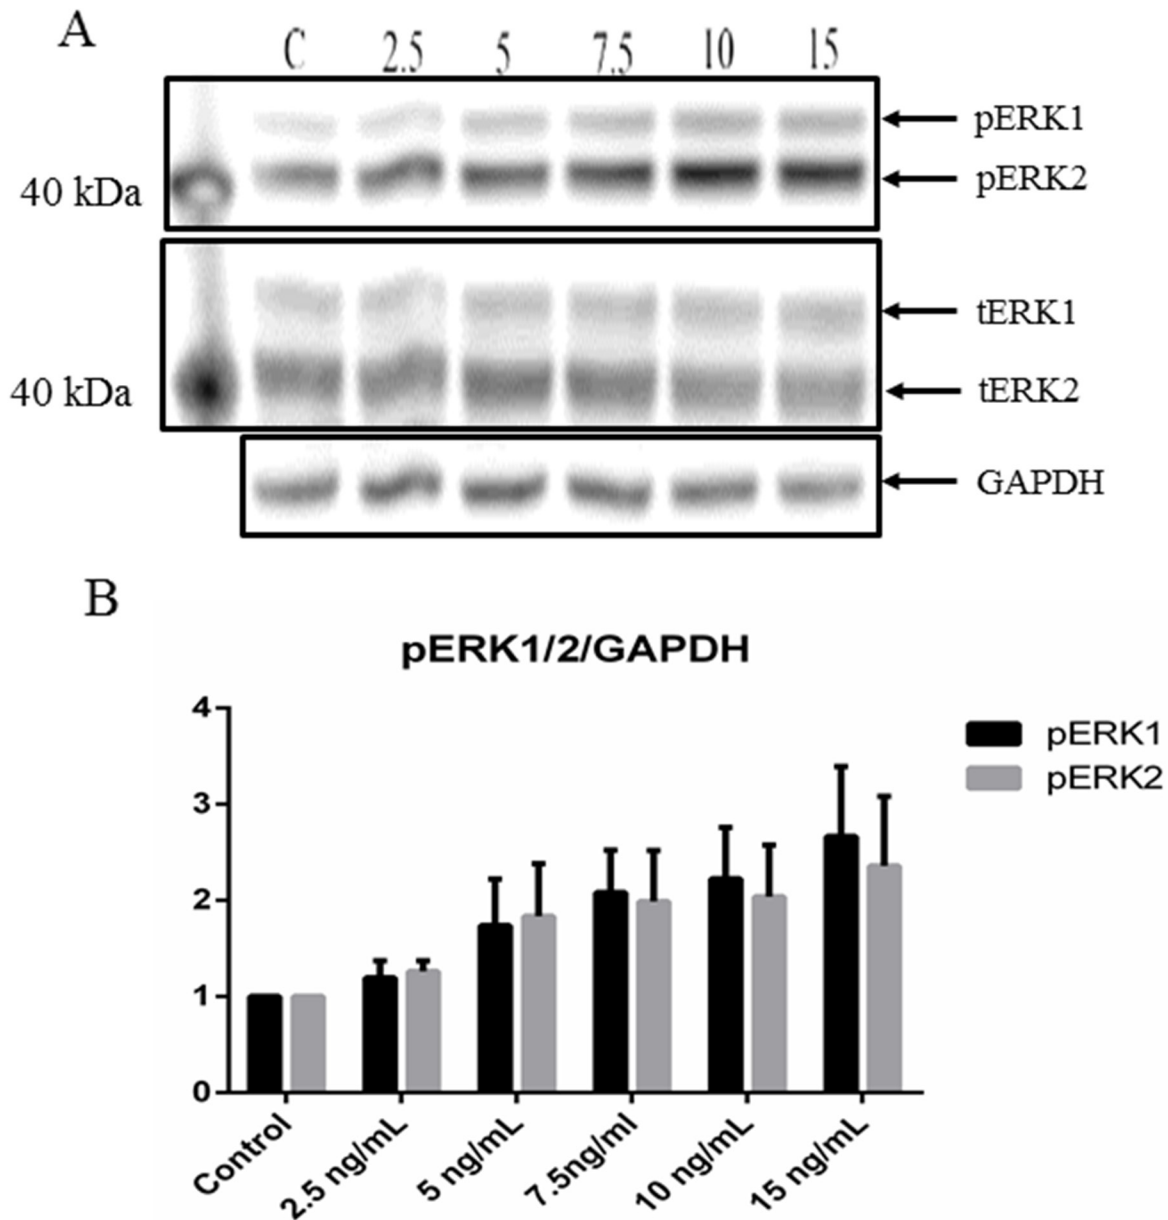 A
C 2.5 5 7.5 10 15
pERK1
40 kDa pERK2
tERK1
40 kDa tERK2
GAPDH
B
pERK1/2/GAPDH
4
3
2
1
0
pERK1
pERK2
Control 2.5 ng/mL 5 ng/mL 7.5ng/ml 10 ng/mL 15 ng/mL